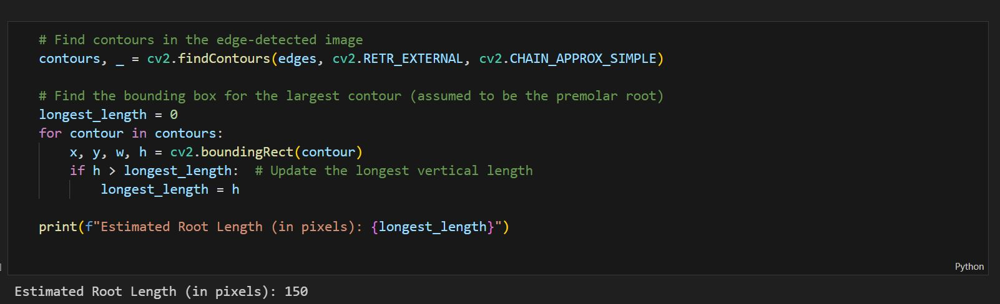 # Find contours in the edge-detected image
contours, _ = cv2.findContours(edges, cv2.RETR_EXTERNAL, cv2.CHAIN_APPROX_SIMPLE)
# Find the bounding box for the largest contour (assumed to be the premolar root)
longest_length = 0
for contour in contours:
    x, y, w, h = cv2.boundingRect(contour)
    if h > longest_length:  # Update the longest vertical length
        longest_length = h
print(f"Estimated Root Length (in pixels): {longest_length}")
Python
Estimated Root Length (in pixels): 150